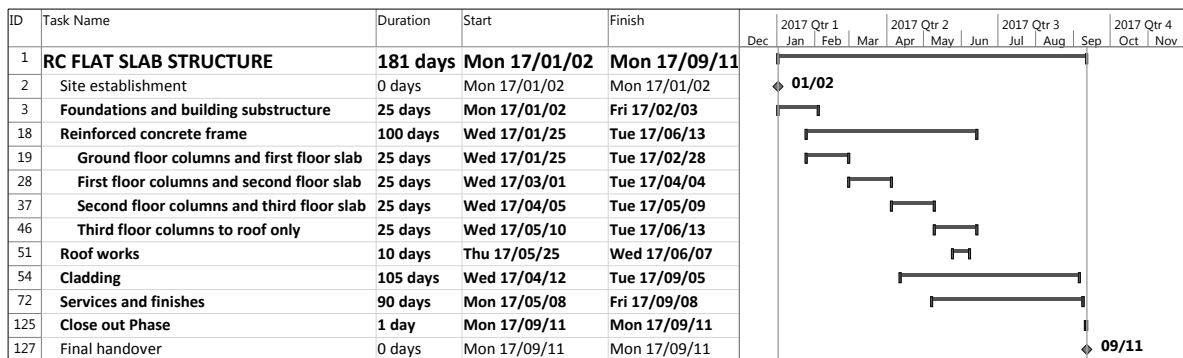 ID Task Name Duration Start Finish 2017 Qtr 1 2017 Qtr 2 2017 Qtr 3 2017 Qtr 4
Dec Jan Feb Mar Apr May Jun Jul Aug Sep Oct Nov
1 RC FLAT SLAB STRUCTURE 181 days Mon 17/01/02 Mon 17/09/11
2 Site establishment 0 days Mon 17/01/02 Mon 17/01/02 01/02
3 Foundations and building substructure 25 days Mon 17/01/02 Fri 17/02/03
18 Reinforced concrete frame 100 days Wed 17/01/25 Tue 17/06/13
19 Ground floor columns and first floor slab 25 days Wed 17/01/25 Tue 17/02/28
28 First floor columns and second floor slab 25 days Wed 17/03/01 Tue 17/04/04
37 Second floor columns and third floor slab 25 days Wed 17/04/05 Tue 17/05/09
46 Third floor columns to roof only 25 days Wed 17/05/10 Tue 17/06/13
51 Roof works 10 days Thu 17/05/25 Wed 17/06/07
54 Cladding 105 days Wed 17/04/12 Tue 17/09/05
72 Services and finishes 90 days Mon 17/05/08 Fri 17/09/08
125 Close out Phase 1 day Mon 17/09/11 Mon 17/09/11
127 Final handover 0 days Mon 17/09/11 Mon 17/09/11 09/11